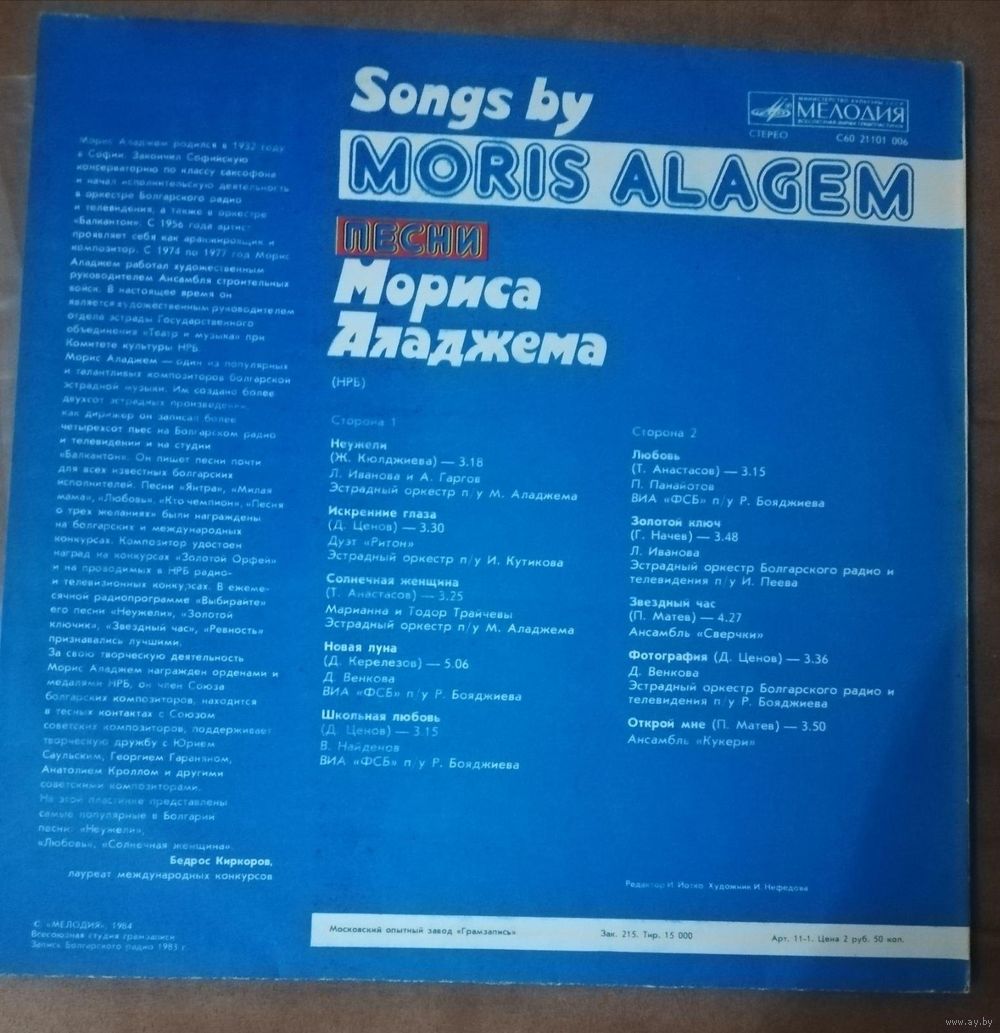 Songs by
MORIS ALAGEM
ПЕСНИ
Мориса
Аладжема
(НРБ)
МИНИСТЕРСТВО КУЛЬТУРЫ СССР
МЕЛОДИЯ
ВСЕСОЮЗНАЯ ФИРМА ГРАМПЛАСТИНОК
СТЕРЕО
С60 21101 006
Морис Аладжем родился в 1932 году
в Софии. Закончил Софийскую
консерваторию по классу саксофона
и начал исполнительскую деятельность
в оркестре Болгарского радио
и телевидения, а также в оркестре
«Балкантон». С 1956 года артист
проявляет себя как аранжировщик и
композитор. С 1974 по 1977 год Морис
Аладжем работал художественным
руководителем Ансамбля строительных
войск. В настоящее время он
является художественным руководителем
отдела эстрады Государственного
объединения «Театр и музыка» при
Комитете культуры НРБ.
Морис Аладжем — один из популярных
и талантливых композиторов болгарской
эстрадной музыки. Им создано более
двухсот эстрадных произведений,
как дирижер он записал более
четырехсот пьес на Болгарском радио
и телевидении и на студии
«Балкантон». Он пишет песни почти
для всех известных болгарских
исполнителей. Песни «Янтра», «Милая
мама», «Любовь», «Кто чемпион», «Песня
о трех желаниях» были награждены
на болгарских и международных
конкурсах. Композитор удостоен
наград на конкурсах «Золотой Орфей»
и на проводимых в НРБ радио-
и телевизионных конкурсах. В ежеме-
сячной радиопрограмме «Выбирайте»
его песни «Неужели», «Золотой
ключик», «Звездный час», «Ревность»
признавались лучшими.
За свою творческую деятельность
Морис Аладжем награжден орденами и
медалями НРБ, он член Союза
болгарских композиторов, находится
в тесных контактах с Союзом
советских композиторов, поддерживает
творческую дружбу с Юрием
Саульским, Георгием Гараняном,
Анатолием Кроллом и другими
советскими композиторами.
На этой пластинке представлены
самые популярные в Болгарии
песни: «Неужели»,
«Любовь», «Солнечная женщина».
Бедрос Киркоров,
лауреат международных конкурсов
Сторона 1
Неужели
(Ж. Кюлджиева) — 3.18
Л. Иванова и А. Гаргов
Эстрадный оркестр п/у М. Аладжема
Искренние глаза
(Д. Ценов) — 3.30
Дуэт «Ритон»
Эстрадный оркестр п/у И. Кутикова
Солнечная женщина
(Т. Анастасов) — 3.25
Марианна и Тодор Трайчевы
Эстрадный оркестр п/у М. Аладжема
Новая луна
(Д. Керелезов) — 5.06
Д. Венкова
ВИА «ФСБ» п/у Р. Бояджиева
Школьная любовь
(Д. Ценов) — 3.15
В. Найденов
ВИА «ФСБ» п/у Р. Бояджиева
Сторона 2
Любовь
(Т. Анастасов) — 3.15
П. Панайотов
ВИА «ФСБ» п/у Р. Бояджиева
Золотой ключ
(Г. Начев) — 3.48
Л. Иванова
Эстрадный оркестр Болгарского радио и
телевидения п/у И. Пеева
Звездный час
(П. Матев) — 4.27
Ансамбль «Сверчки»
Фотография (Д. Ценов) — 3.36
Д. Венкова
Эстрадный оркестр Болгарского радио и
телевидения п/у Р. Бояджиева
Открой мне (П. Матев) — 3.50
Ансамбль «Кукери»
Редактор И. Йотко. Художник И. Нефедова
© «МЕЛОДИЯ», 1984
Всесоюзная студия грамзаписи
Запись Болгарского радио 1983 г.
Московский опытный завод «Грамзапись»
Зак. 215. Тир. 15 000
Арт. 11-1. Цена 2 руб. 50 коп.
www.ay.by